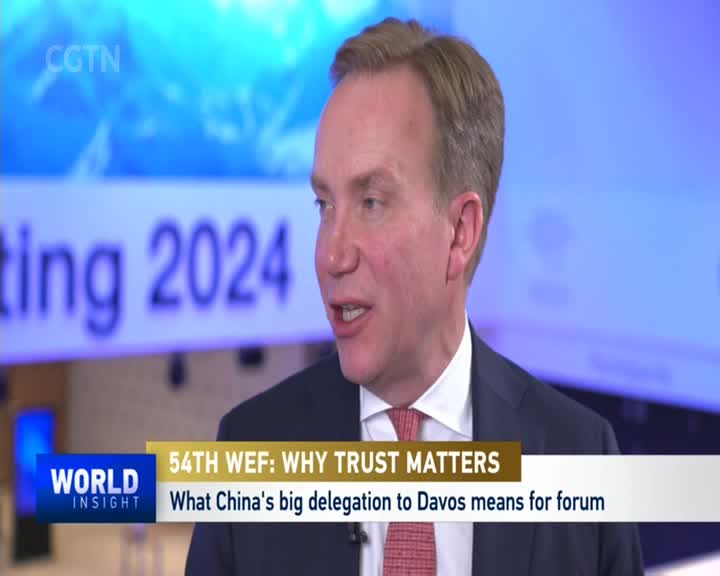 CGTN
ting 2024
54TH WEF: WHY TRUST MATTERS
WORLD
INSIGHT
What China's big delegation to Davos means for forum